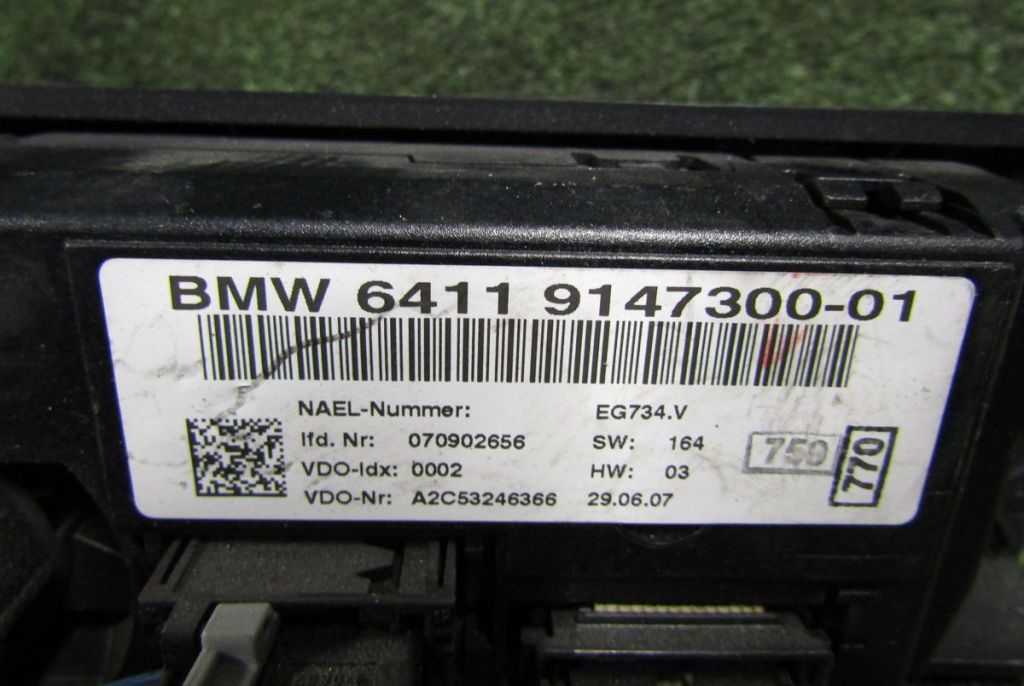 BMW 6411 9147300-01
NAEL-Nummer: EG734.V
lfd. Nr: 070902656 SW: 164
VDO-Idx: 0002 HW: 03
VDO-Nr: A2C53246366 29.06.07
750
770